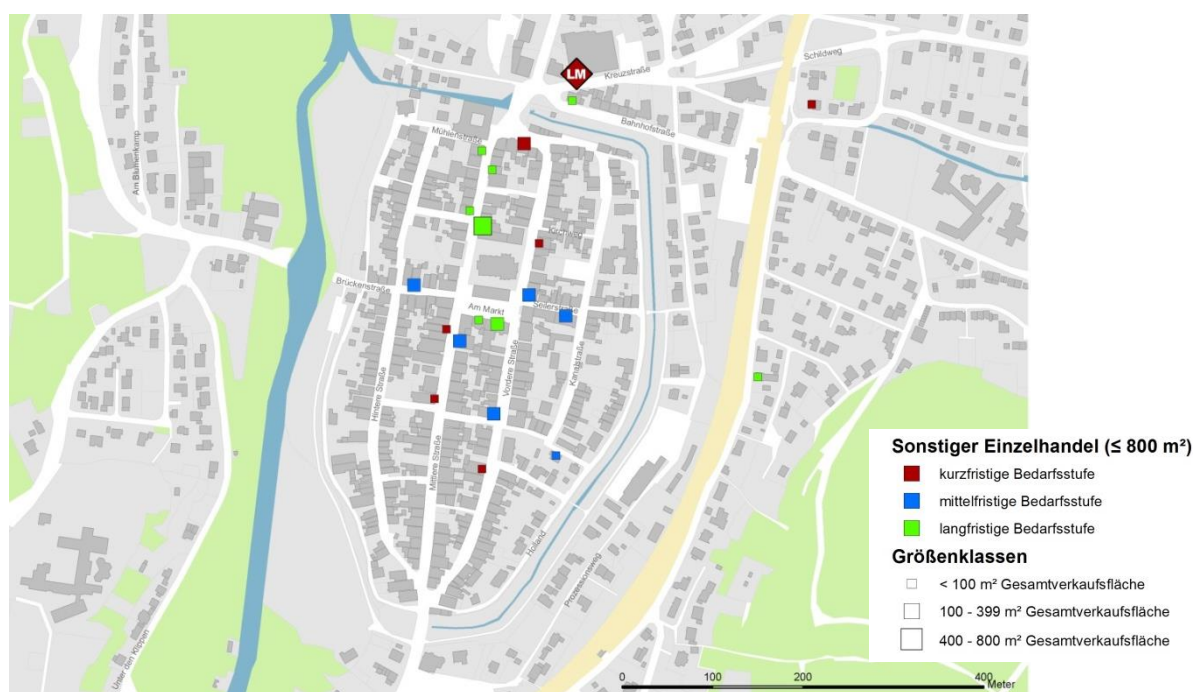 LM
Kreuzstraße
Schildweg
Bahnhofstraße
Mühlenstraße
Am Blumenkamp
Kirchweg
Brückenstraße
Seilerstraße
Am Markt
Vordere Straße
Kanalstraße
Hintere Straße
Mittlere Straße
Holland
Prozessionsweg
Unter den Klippen
Sonstiger Einzelhandel (≤ 800 m²)
kurzfristige Bedarfsstufe
mittelfristige Bedarfsstufe
langfristige Bedarfsstufe
Größenklassen
< 100 m² Gesamtverkaufsfläche
100 - 399 m² Gesamtverkaufsfläche
400 - 800 m² Gesamtverkaufsfläche
0 100 200 400
Meter